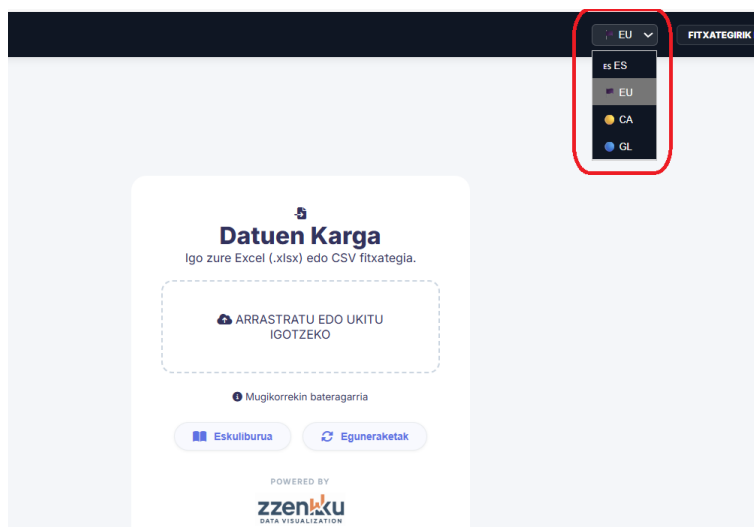 EU
FITXATEGIRIK
ES ES
EU
CA
GL
Datuen Karga
Igo zure Excel (.xlsx) edo CSV fitxategia.
ARRASTRATU EDO UKITU
IGOTZEKO
Mugikorrekin bateragarria
Eskuliburua
Eguneraketak
POWERED BY
zzenkku
DATA VISUALIZATION